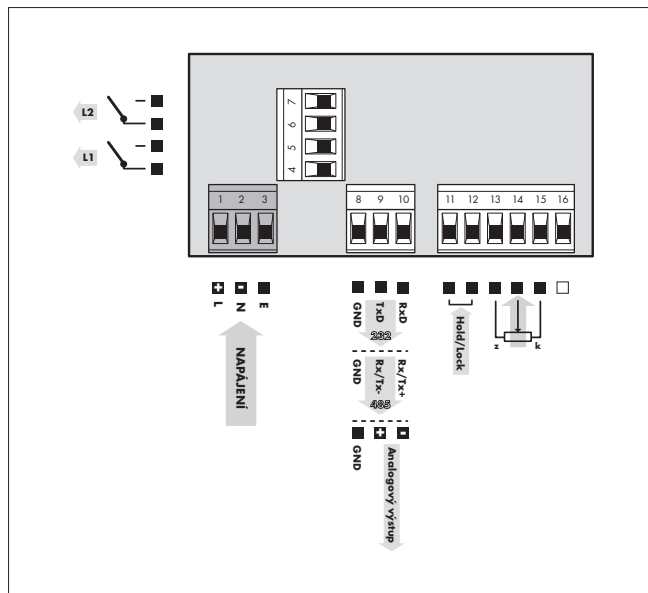 L2
L1
7
6
5
4
1 2 3
8 9 10
11 12 13 14 15 16
+ L
- N
E
NAPÁJENÍ
GND
TxD
RxD
232
GND
Rx/Tx-
Rx/Tx+
485
GND
+
-
Analogový výstup
Hold/Lock
z
k